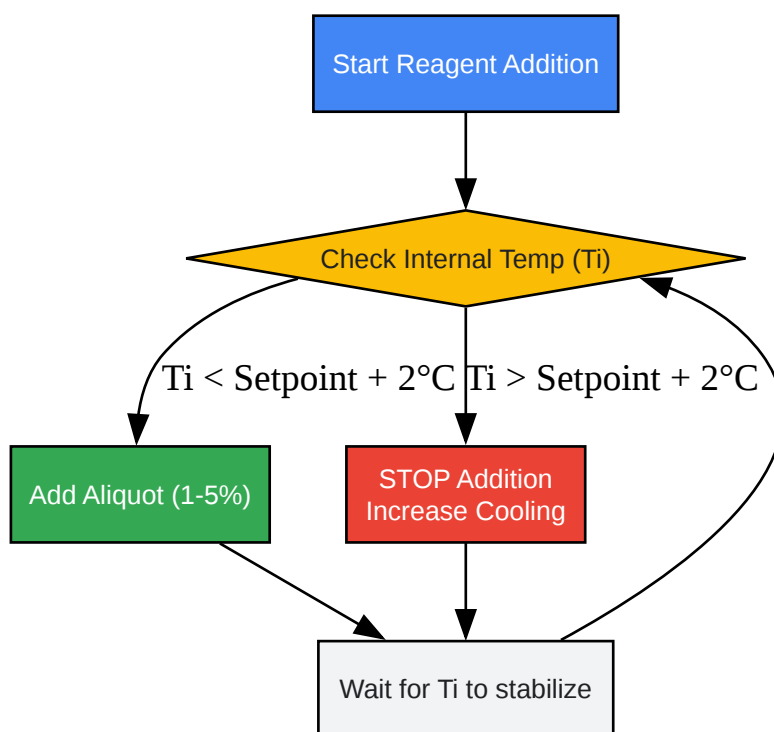 Start Reagent Addition
Check Internal Temp (Ti)
Ti < Setpoint + 2°C
Ti > Setpoint + 2°C
Add Aliquot (1-5%)
STOP Addition
Increase Cooling
Wait for Ti to stabilize